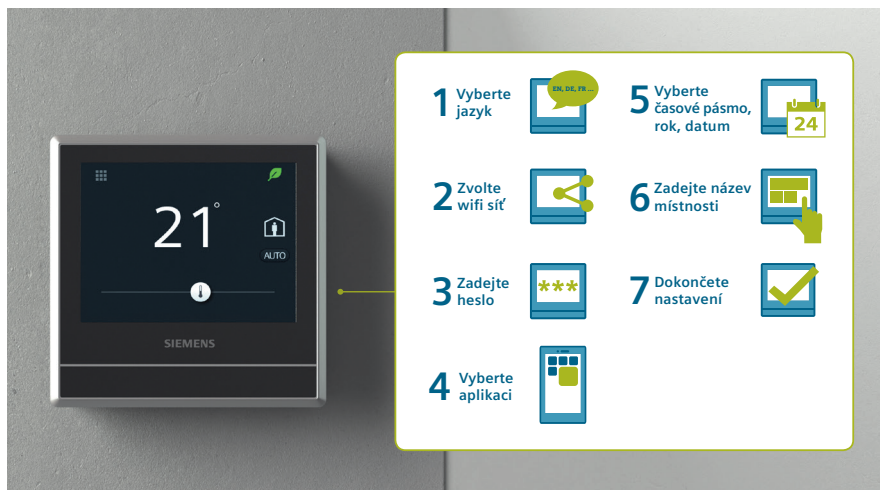 21°
AUTO
SIEMENS
1 Vyberte
jazyk
EN, DE, FR ...
2 Zvolte
wifi síť
3 Zadejte
heslo
***
4 Vyberte
aplikaci
5 Vyberte
časové pásmo,
rok, datum
24
6 Zadejte název
místnosti
7 Dokončete
nastavení